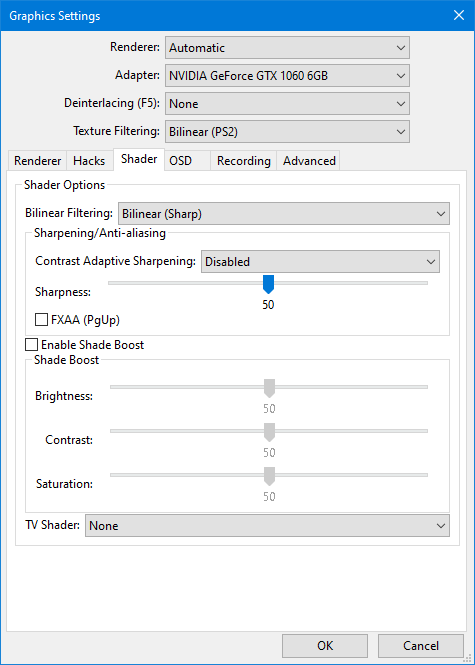 Graphics Settings
Renderer: Automatic
Adapter: NVIDIA GeForce GTX 1060 6GB
Deinterlacing (F5): None
Texture Filtering: Bilinear (PS2)
Renderer Hacks Shader OSD Recording Advanced
Shader Options
Bilinear Filtering: Bilinear (Sharp)
Sharpening/Anti-aliasing
Contrast Adaptive Sharpening: Disabled
Sharpness:
50
FXAA (PgUp)
Enable Shade Boost
Shade Boost
Brightness:
50
Contrast:
50
Saturation:
50
TV Shader: None
OK Cancel